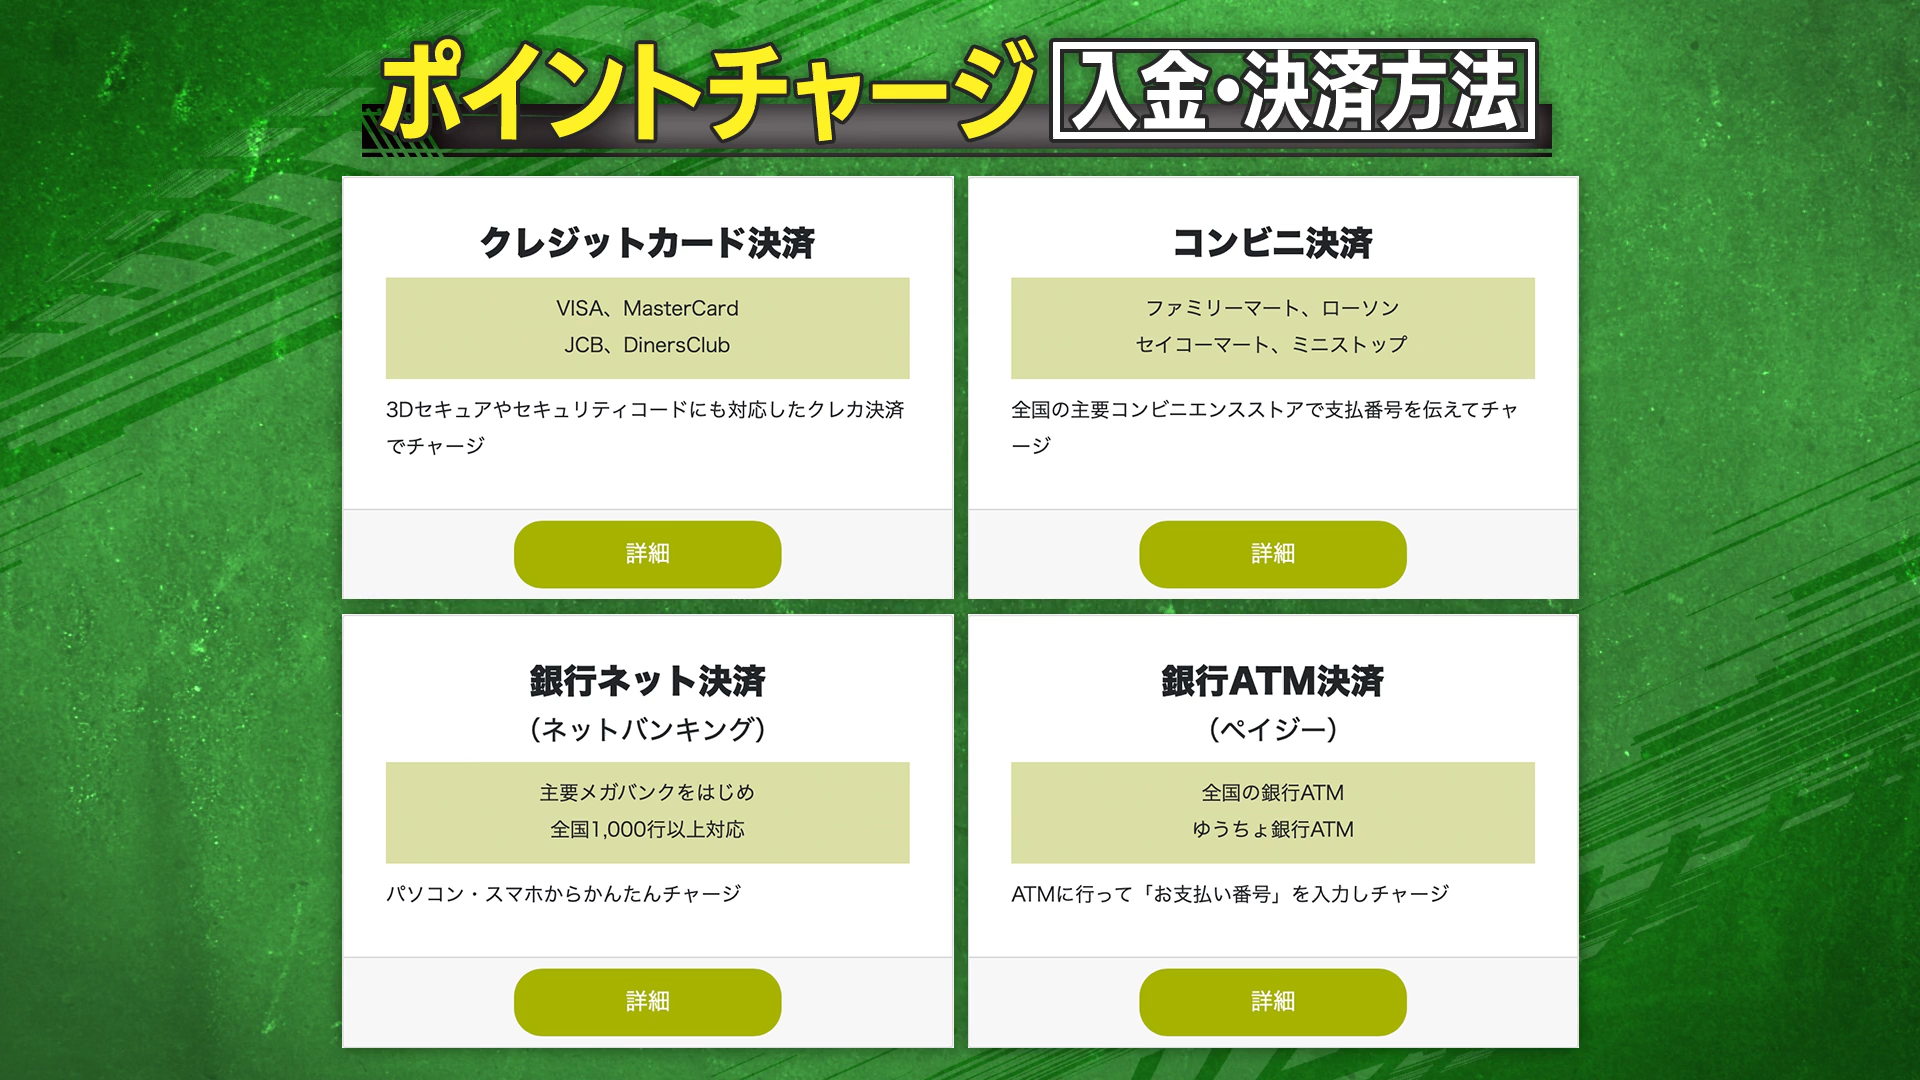 ポイントチャージ 入金・決済方法
クレジットカード決済
VISA、MasterCard
JCB、DinersClub
3Dセキュアやセキュリティコードにも対応したクレカ決済
でチャージ
詳細
コンビニ決済
ファミリーマート、ローソン
セイコーマート、ミニストップ
全国の主要コンビニエンスストアで支払番号を伝えてチャ
ージ
詳細
銀行ネット決済
（ネットバンキング）
主要メガバンクをはじめ
全国1,000行以上対応
パソコン・スマホからかんたんチャージ
詳細
銀行ATM決済
（ペイジー）
全国の銀行ATM
ゆうちょ銀行ATM
ATMに行って「お支払い番号」を入力しチャージ
詳細